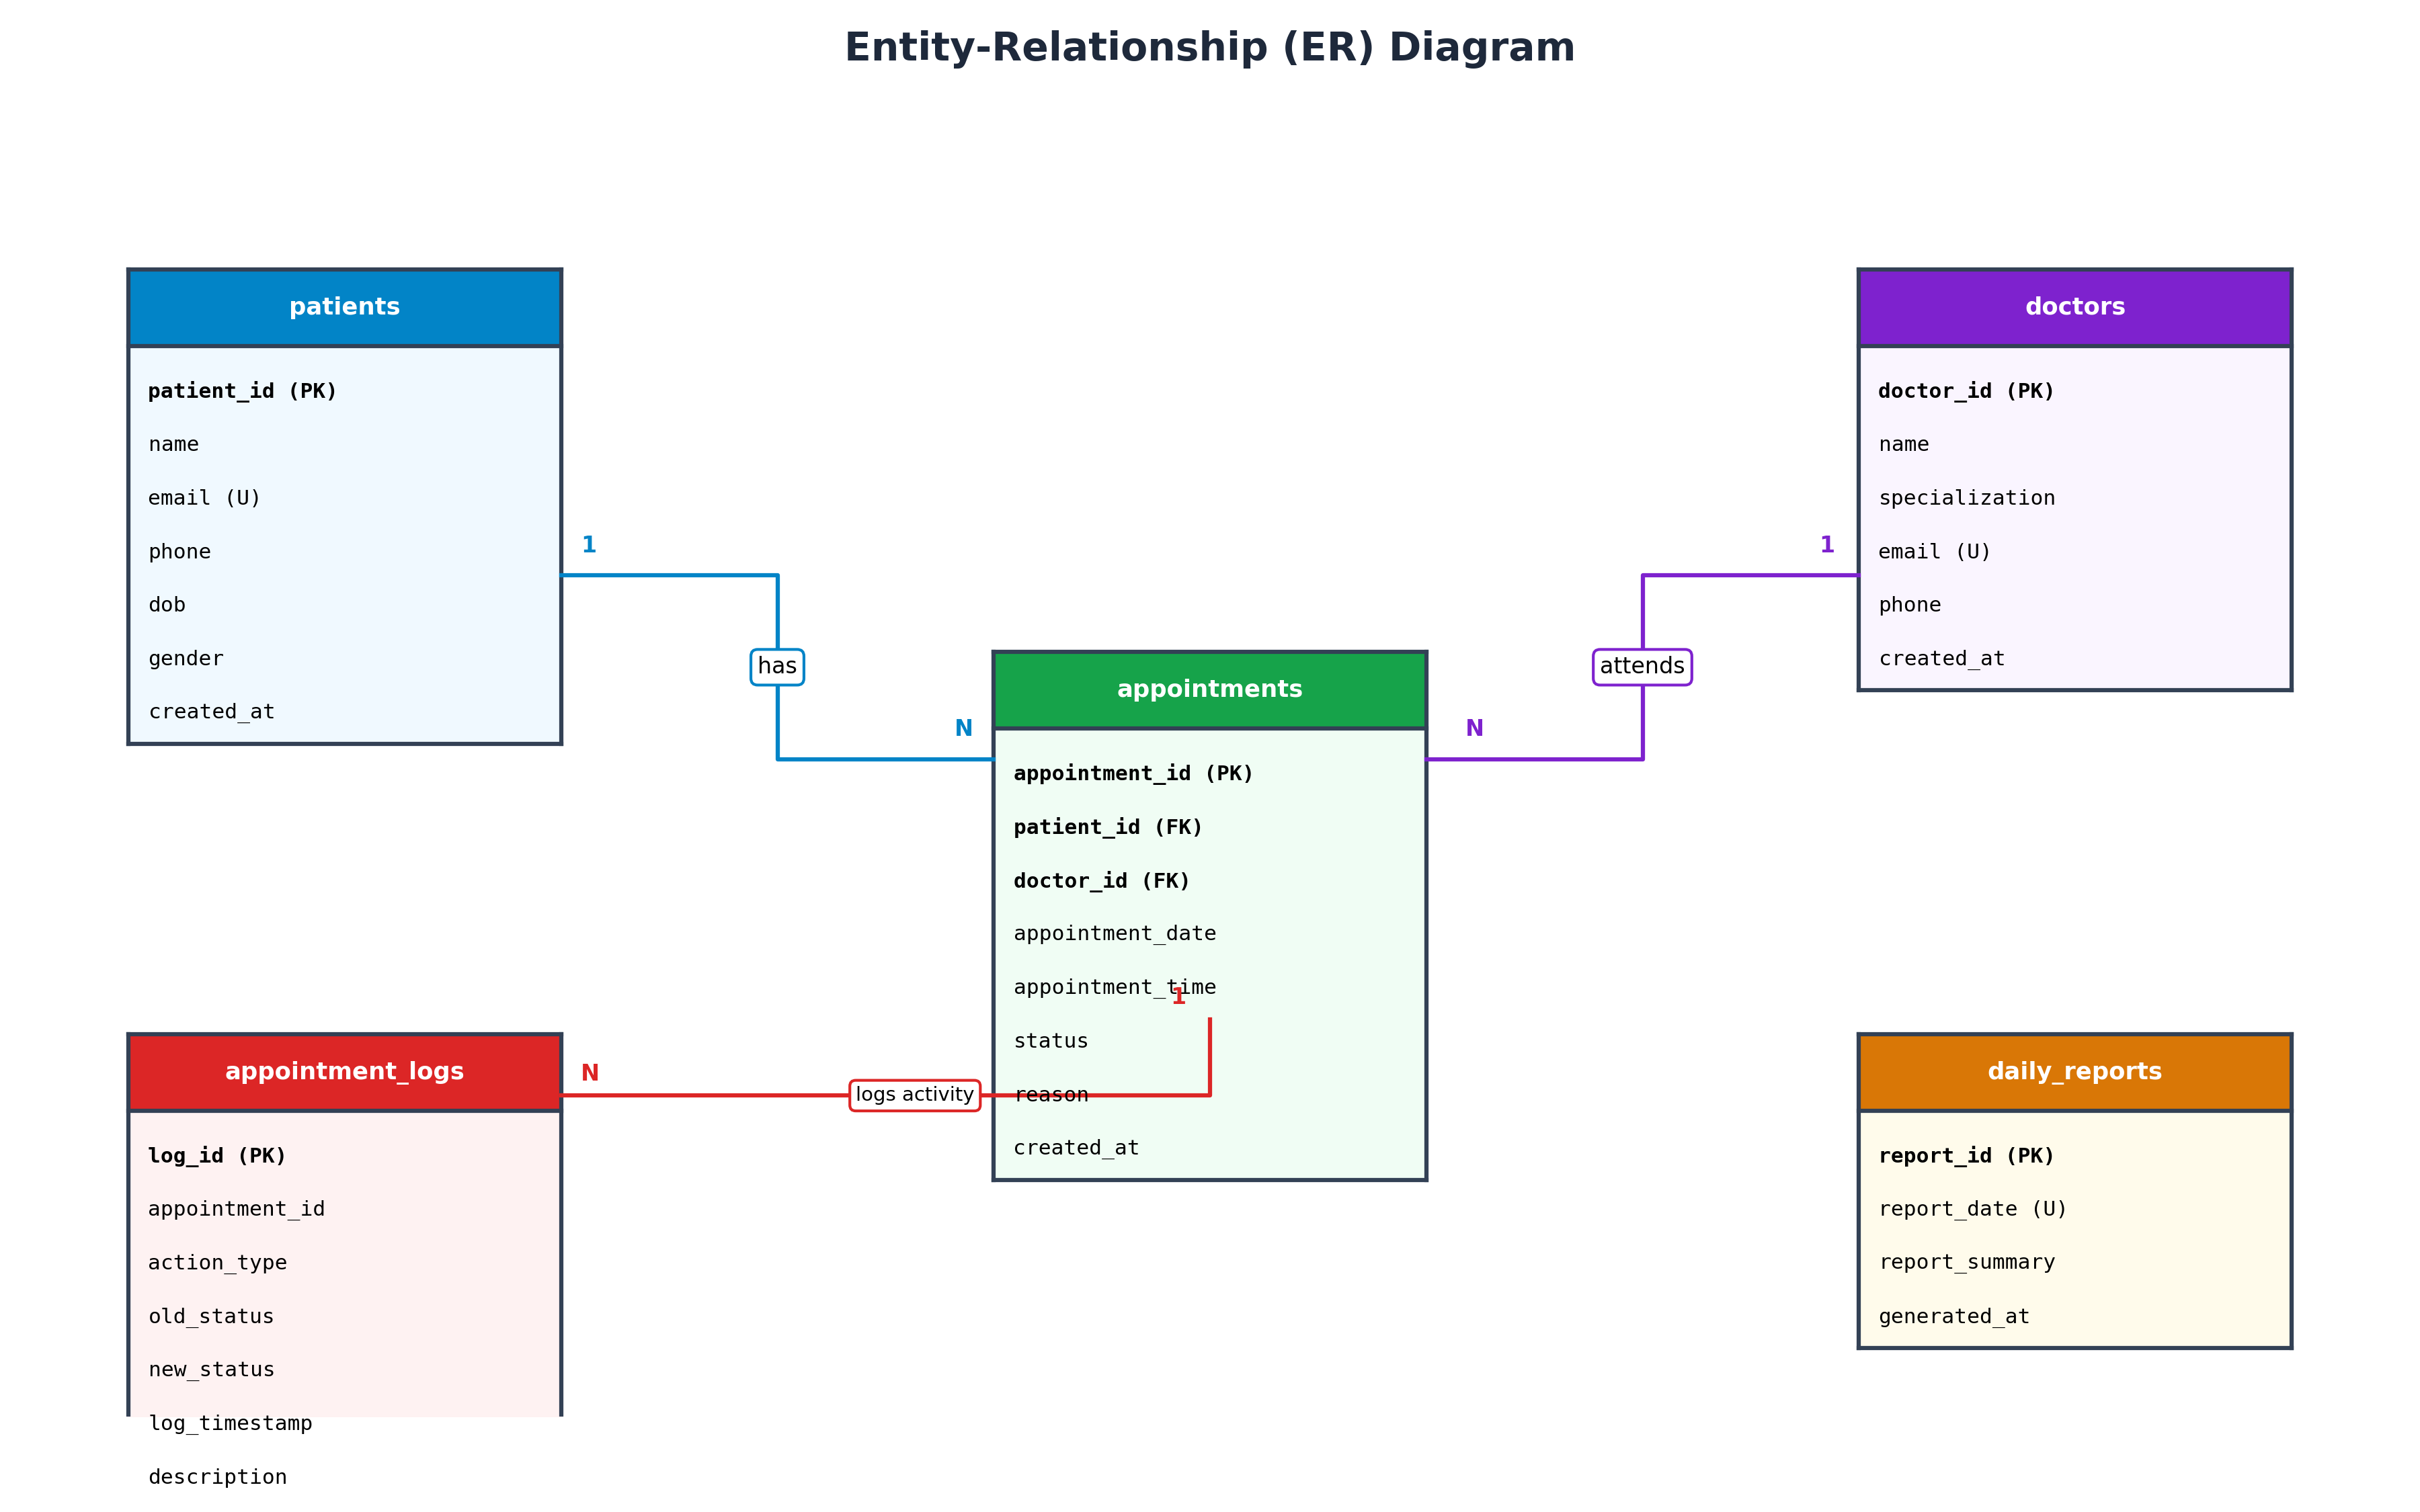 Entity-Relationship (ER) Diagram
patients
patient_id (PK)
name
email (U)
phone
dob
gender
created_at
doctors
doctor_id (PK)
name
specialization
email (U)
phone
created_at
1
has
N
1
attends
N
appointments
appointment_id (PK)
patient_id (FK)
doctor_id (FK)
appointment_date
appointment_time
status
reason
created_at
1
logs activity
N
appointment_logs
log_id (PK)
appointment_id
action_type
old_status
new_status
log_timestamp
description
daily_reports
report_id (PK)
report_date (U)
report_summary
generated_at